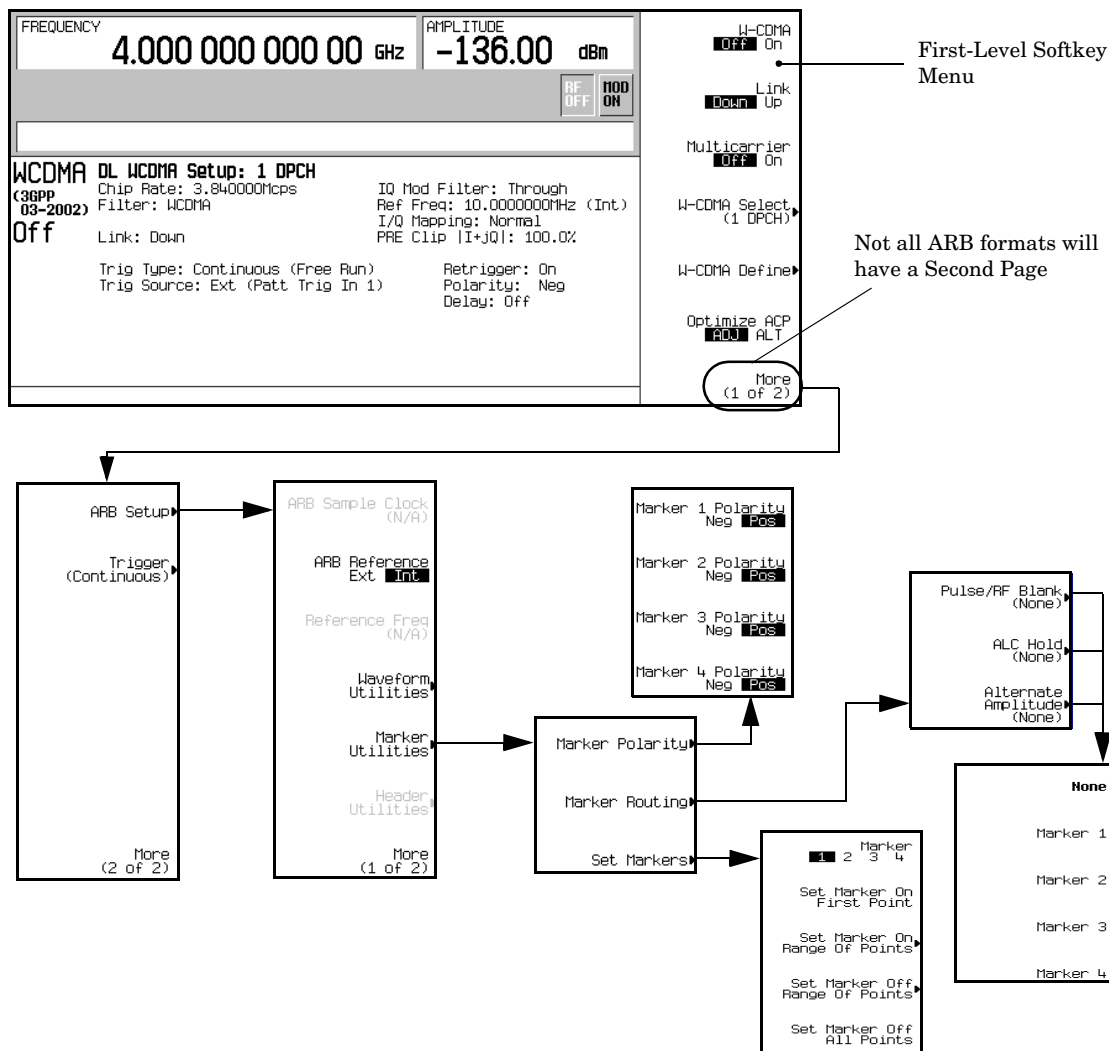 FREQUENCY
4.000 000 000 00 GHz
AMPLITUDE
-136.00 dBm
RF OFF
MOD ON
WCDMA
(3GPP
03-2002)
Off
DL WCDMA Setup: 1 DPCH
Chip Rate: 3.840000Mcps
Filter: WCDMA
Link: Down
IQ Mod Filter: Through
Ref Freq: 10.0000000MHz (Int)
I/Q Mapping: Normal
PRE Clip |I+jQ|: 100.0%
Trig Type: Continuous (Free Run)
Trig Source: Ext (Patt Trig In 1)
Retrigger: On
Polarity: Neg
Delay: Off
W-CDMA
Off On
Link
Down Up
Multicarrier
Off On
W-CDMA Select
(1 DPCH)
W-CDMA Define
Optimize ACP
ADJ ALT
More
(1 of 2)
First-Level Softkey
Menu
Not all ARB formats will
have a Second Page
ARB Setup
Trigger
(Continuous)
More
(2 of 2)
ARB Sample Clock
(N/A)
ARB Reference
Ext Int
Reference Freq
(N/A)
Waveform
Utilities
Marker
Utilities
Header
Utilities
More
(1 of 2)
Marker 1 Polarity
Neg Pos
Marker 2 Polarity
Neg Pos
Marker 3 Polarity
Neg Pos
Marker 4 Polarity
Neg Pos
Marker Polarity
Marker Routing
Set Markers
Pulse/RF Blank
(None)
ALC Hold
(None)
Alternate
Amplitude
(None)
None
Marker 1
Marker 2
Marker 3
Marker 4
Marker
1 2 3 4
Set Marker On
First Point
Set Marker On
Range Of Points
Set Marker Off
Range Of Points
Set Marker Off
All Points